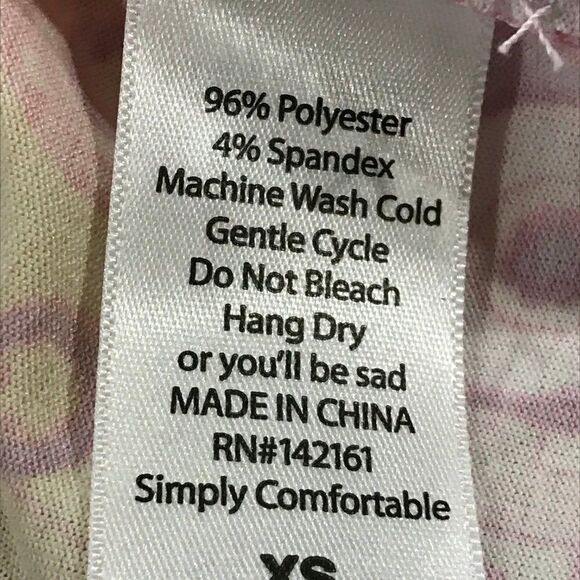 96% Polyester
4% Spandex
Machine Wash Cold
Gentle Cycle
Do Not Bleach
Hang Dry
or you'll be sad
MADE IN CHINA
RN#142161
Simply Comfortable
XS